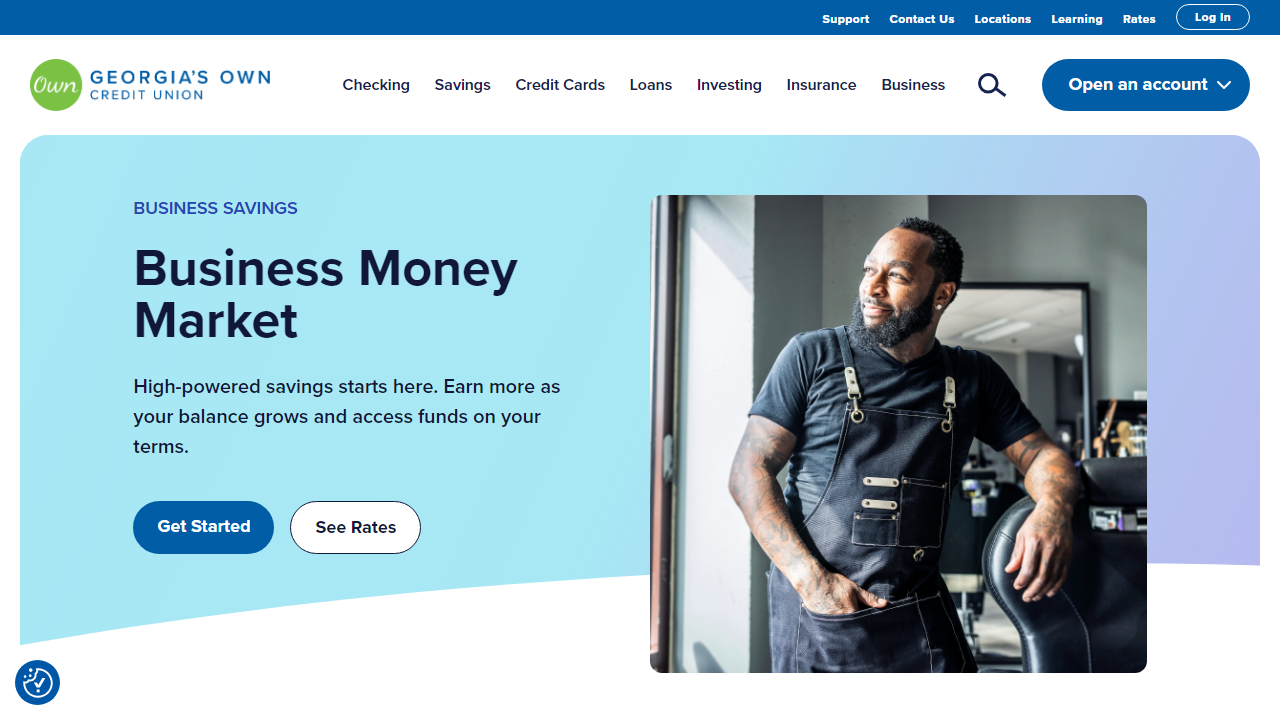 Support Contact Us Locations Learning Rates Log In
Own GEORGIA'S OWN
CREDIT UNION
Checking Savings Credit Cards Loans Investing Insurance Business Open an account
BUSINESS SAVINGS
Business Money
Market
High-powered savings starts here. Earn more as
your balance grows and access funds on your
terms.
Get Started See Rates